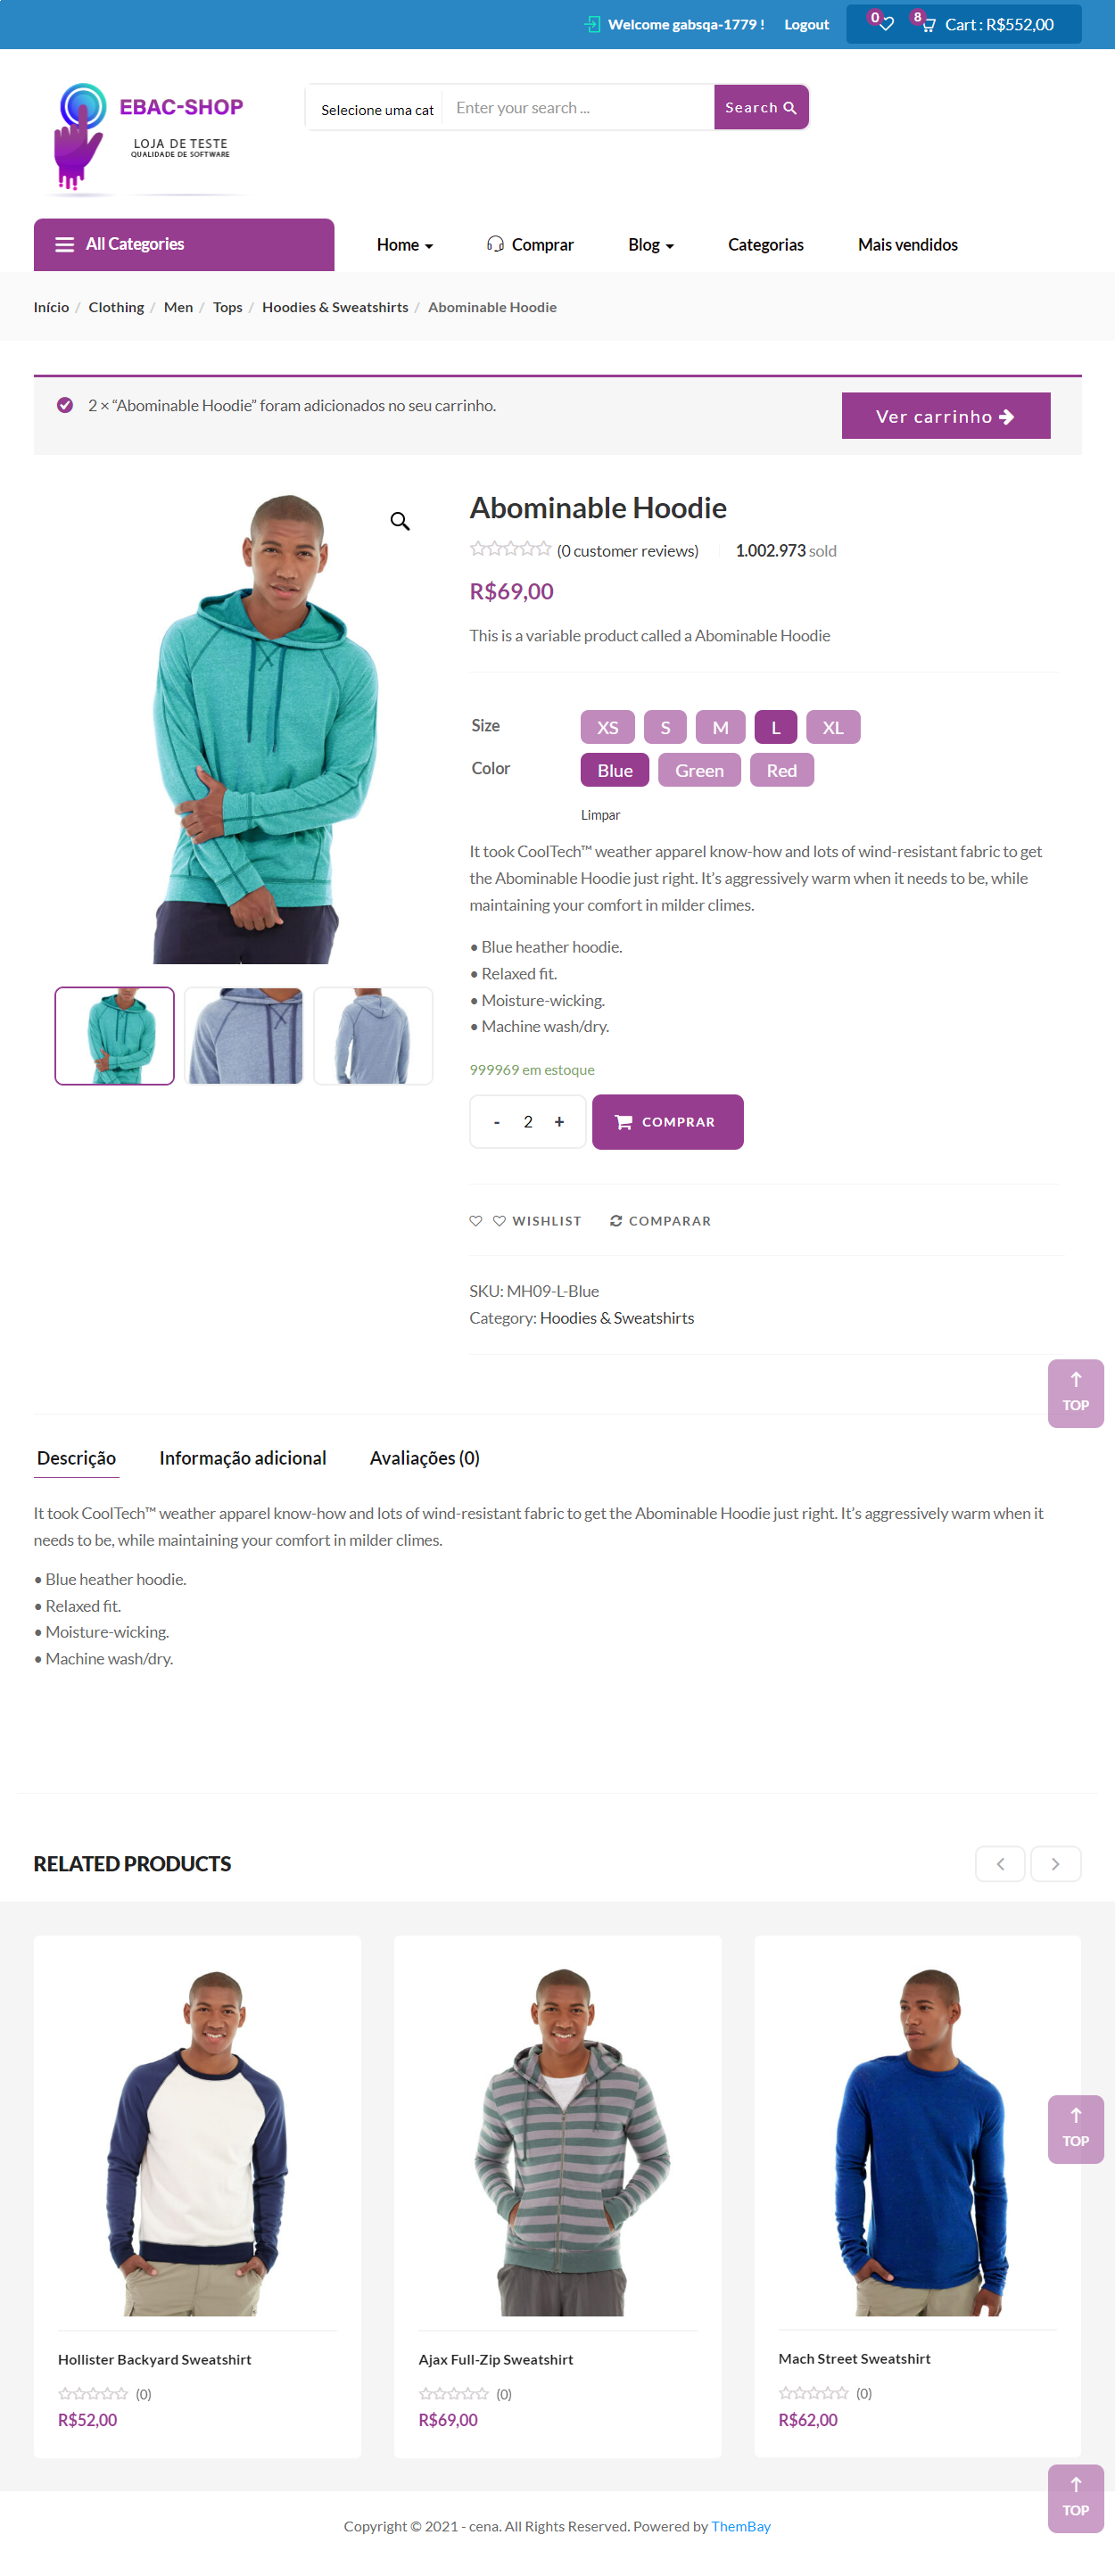 Welcome gabsqa-1779 ! Logout 0 8 Cart : R$552,00
EBAC-SHOP
LOJA DE TESTE
QUALIDADE DE SOFTWARE
Selecione uma cat Enter your search ... Search
All Categories Home Comprar Blog Categorias Mais vendidos
Início / Clothing / Men / Tops / Hoodies & Sweatshirts / Abominable Hoodie
2 × “Abominable Hoodie” foram adicionados no seu carrinho. Ver carrinho
Abominable Hoodie
(0 customer reviews) 1.002.973 sold
R$69,00
This is a variable product called a Abominable Hoodie
Size XS S M L XL
Color Blue Green Red
Limpar
It took CoolTech™ weather apparel know-how and lots of wind-resistant fabric to get
the Abominable Hoodie just right. It’s aggressively warm when it needs to be, while
maintaining your comfort in milder climes.
• Blue heather hoodie.
• Relaxed fit.
• Moisture-wicking.
• Machine wash/dry.
999969 em estoque
- 2 + COMPRAR
WISHLIST COMPARAR
SKU: MH09-L-Blue
Category: Hoodies & Sweatshirts
TOP
Descrição Informação adicional Avaliações (0)
It took CoolTech™ weather apparel know-how and lots of wind-resistant fabric to get the Abominable Hoodie just right. It’s aggressively warm when it
needs to be, while maintaining your comfort in milder climes.
• Blue heather hoodie.
• Relaxed fit.
• Moisture-wicking.
• Machine wash/dry.
RELATED PRODUCTS
TOP
Hollister Backyard Sweatshirt
(0)
R$52,00
Ajax Full-Zip Sweatshirt
(0)
R$69,00
Mach Street Sweatshirt
(0)
R$62,00
TOP
Copyright © 2021 - cena. All Rights Reserved. Powered by ThemBay